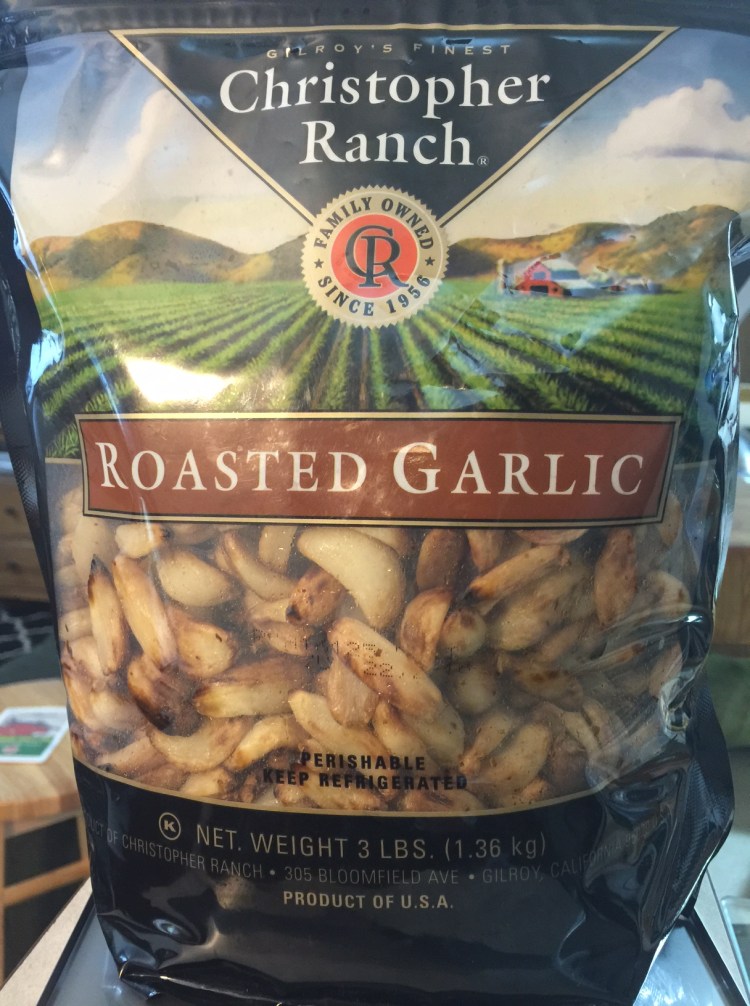 GILROY'S FINEST
Christopher
Ranch®
FAMILY OWNED
CR
★ SINCE 1956 ★
ROASTED GARLIC
PERISHABLE
KEEP REFRIGERATED
K NET. WEIGHT 3 LBS. (1.36 kg)
OF CHRISTOPHER RANCH • 305 BLOOMFIELD AVE • GILROY,
PRODUCT OF U.S.A.